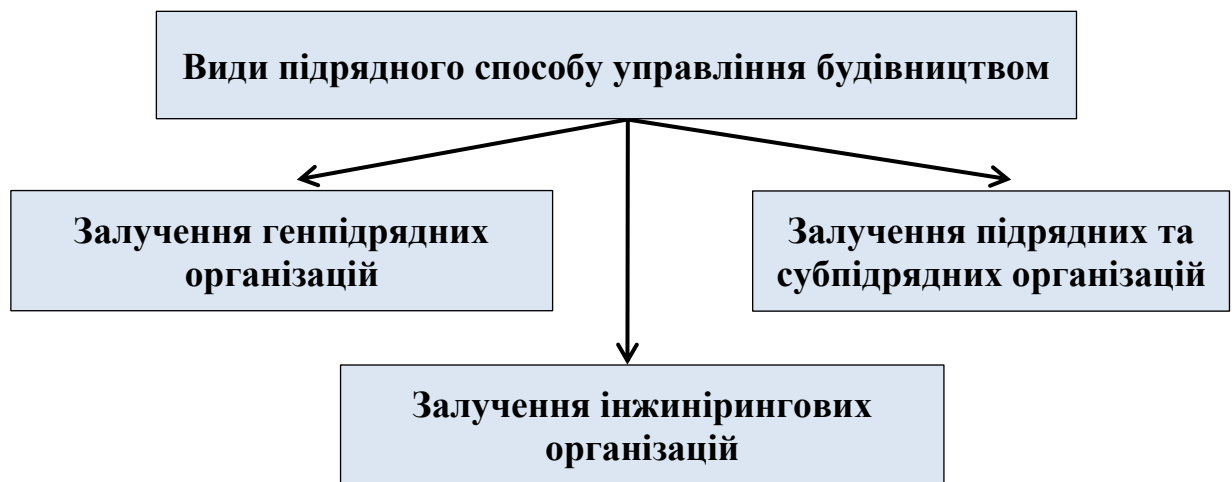 Види підрядного способу управління будівництвом
Залучення генпідрядних
організацій
Залучення підрядних та
субпідрядних організацій
Залучення інжинірингових
організацій